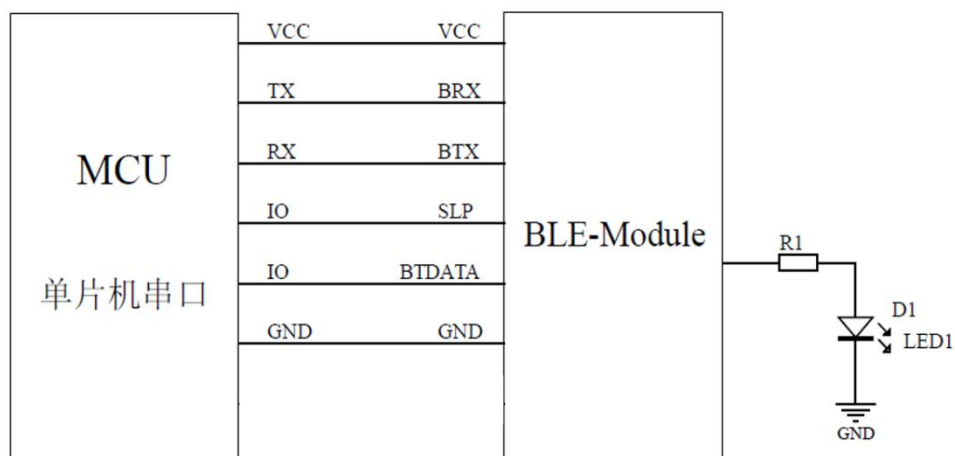 VCC VCC
TX BRX
RX BTX
MCU
IO SLP
BLE-Module
R1
IO BTDATA
单片机串口
D1
GND GND
LED1
GND